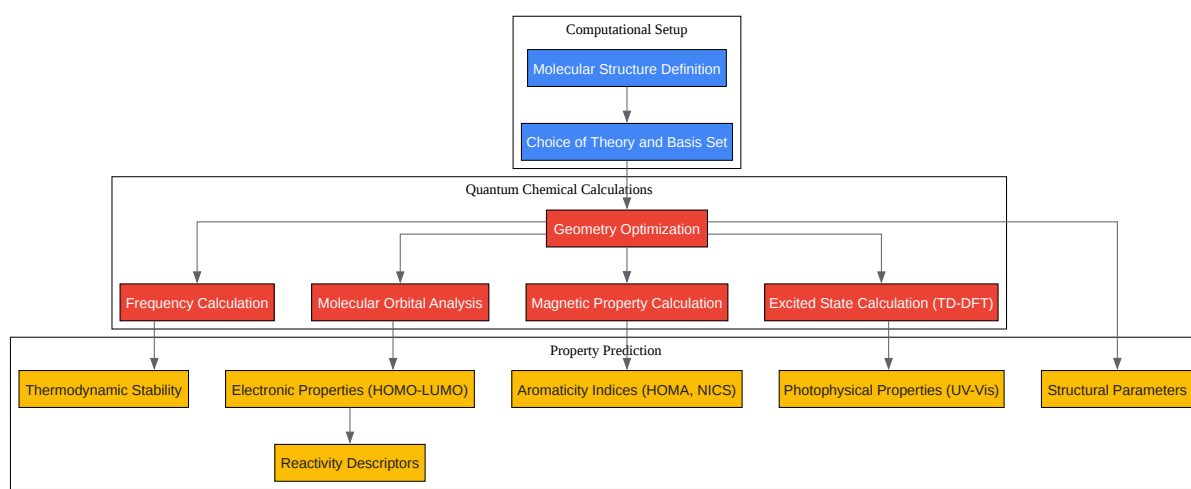 Computational Setup
Molecular Structure Definition
Choice of Theory and Basis Set
Quantum Chemical Calculations
Geometry Optimization
Frequency Calculation
Molecular Orbital Analysis
Magnetic Property Calculation
Excited State Calculation (TD-DFT)
Property Prediction
Thermodynamic Stability
Electronic Properties (HOMO-LUMO)
Aromaticity Indices (HOMA, NICS)
Photophysical Properties (UV-Vis)
Structural Parameters
Reactivity Descriptors